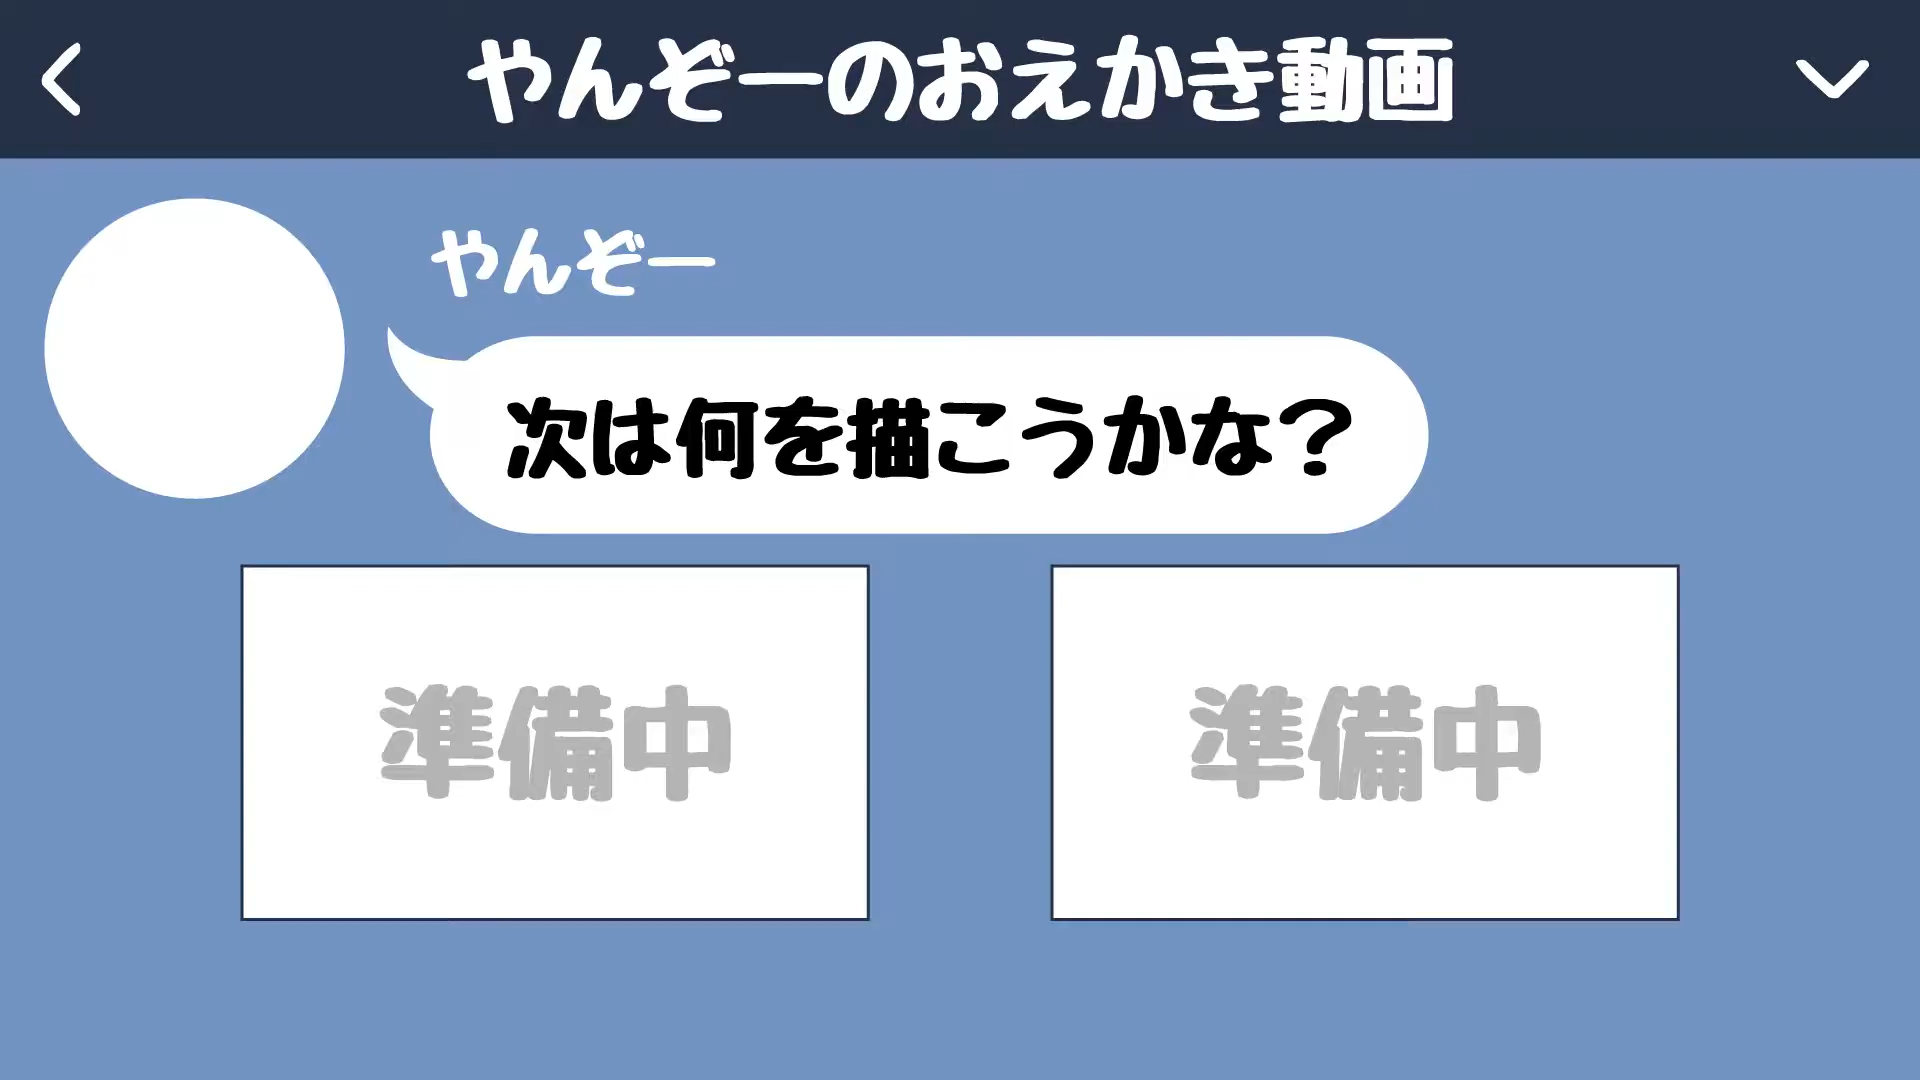 やんぞーのおえかき動画
やんぞー
次は何を描こうかな？
準備中
準備中